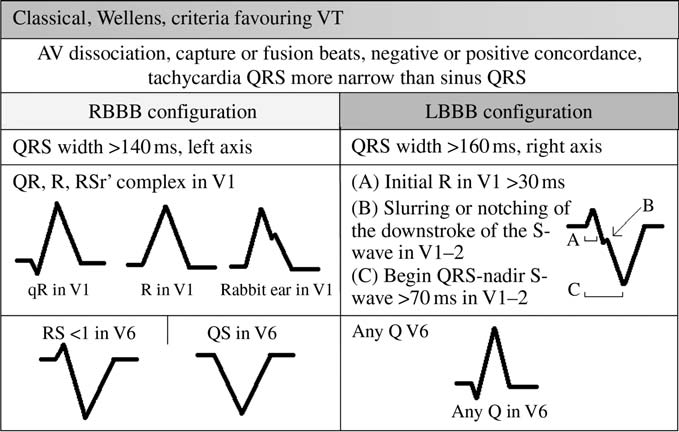 Classical, Wellens, criteria favouring VT
AV dissociation, capture or fusion beats, negative or positive concordance,
tachycardia QRS more narrow than sinus QRS
RBBB configuration
LBBB configuration
QRS width >140 ms, left axis
QRS width >160 ms, right axis
QR, R, RSr’ complex in V1
qR in V1
R in V1
Rabbit ear in V1
(A) Initial R in V1 >30 ms
(B) Slurring or notching of
the downstroke of the S-
wave in V1–2
(C) Begin QRS-nadir S-
wave >70 ms in V1–2
A
B
C
RS <1 in V6
QS in V6
Any Q V6
Any Q in V6